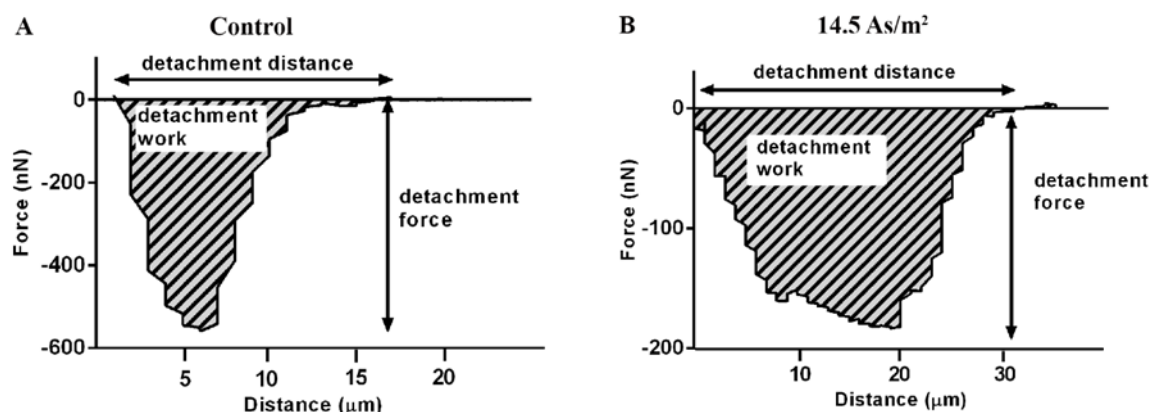 A
Control
detachment distance
0
-200
-400
-600
Force (nN)
detachment
work
detachment
force
5
10
15
20
Distance (μm)
B
14.5 As/m²
detachment distance
0
-100
-200
Force (nN)
detachment
work
detachment
force
10
20
30
Distance (μm)